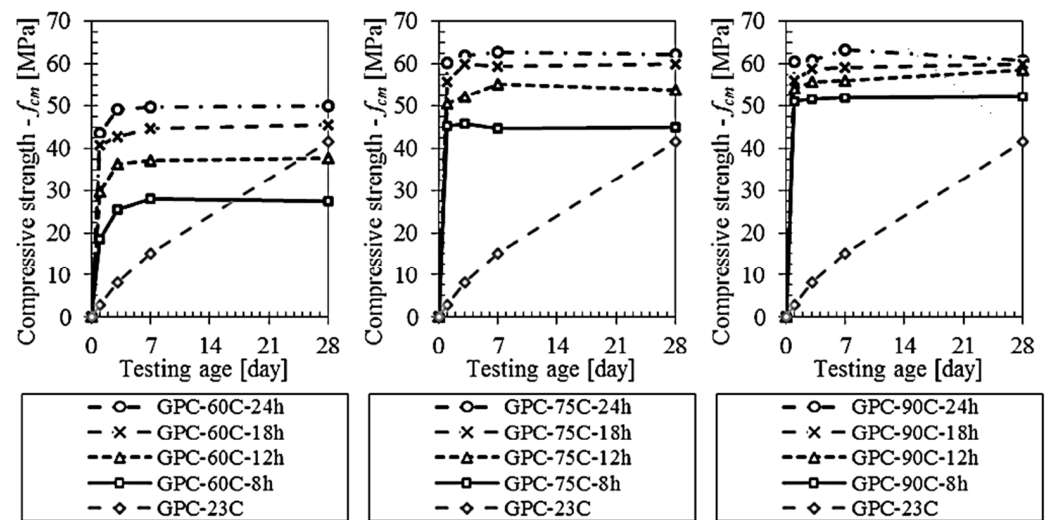 Compressive strength - fcm [MPa]
70
60
50
40
30
20
10
0
0 7 14 21 28
Testing age [day]
GPC-60C-24h
GPC-60C-18h
GPC-60C-12h
GPC-60C-8h
GPC-23C
Compressive strength - fcm [MPa]
70
60
50
40
30
20
10
0
0 7 14 21 28
Testing age [day]
GPC-75C-24h
GPC-75C-18h
GPC-75C-12h
GPC-75C-8h
GPC-23C
Compressive strength - fcm [MPa]
70
60
50
40
30
20
10
0
0 7 14 21 28
Testing age [day]
GPC-90C-24h
GPC-90C-18h
GPC-90C-12h
GPC-90C-8h
GPC-23C